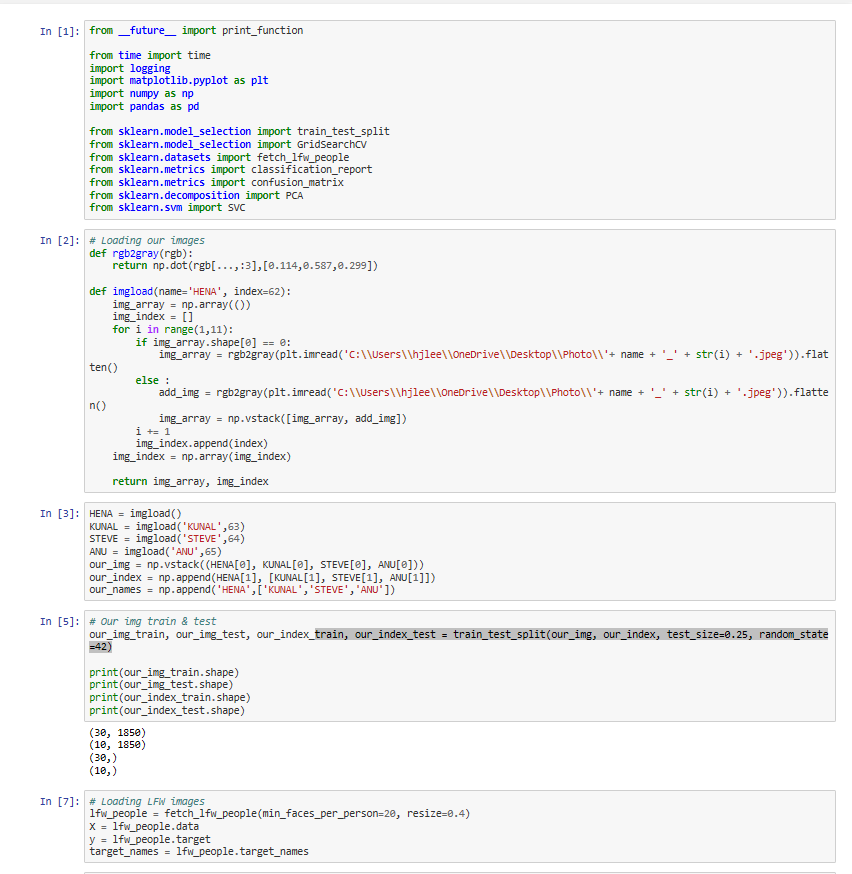 In [1]: from __future__ import print_function
from time import time
import logging
import matplotlib.pyplot as plt
import numpy as np
import pandas as pd
from sklearn.model_selection import train_test_split
from sklearn.model_selection import GridSearchCV
from sklearn.datasets import fetch_lfw_people
from sklearn.metrics import classification_report
from sklearn.metrics import confusion_matrix
from sklearn.decomposition import PCA
from sklearn.svm import SVC
In [2]: # Loading our images
def rgb2gray(rgb):
    return np.dot(rgb[...,:3],[0.114,0.587,0.299])
def imgload(name='HENA', index=62):
    img_array = np.array(())
    img_index = []
    for i in range(1,11):
        if img_array.shape[0] == 0:
            img_array = rgb2gray(plt.imread('C:\\Users\\hjlee\\OneDrive\\Desktop\\Photo\\'+ name + '_' + str(i) + '.jpeg')).flat
ten()
        else :
            add_img = rgb2gray(plt.imread('C:\\Users\\hjlee\\OneDrive\\Desktop\\Photo\\'+ name + '_' + str(i) + '.jpeg')).flatte
n()
            img_array = np.vstack([img_array, add_img])
        i += 1
        img_index.append(index)
    img_index = np.array(img_index)
    return img_array, img_index
In [3]: HENA = imgload()
KUNAL = imgload('KUNAL',63)
STEVE = imgload('STEVE',64)
ANU = imgload('ANU',65)
our_img = np.vstack((HENA[0], KUNAL[0], STEVE[0], ANU[0]))
our_index = np.append(HENA[1], [KUNAL[1], STEVE[1], ANU[1]])
our_names = np.append('HENA',['KUNAL','STEVE','ANU'])
In [5]: # Our img train & test
our_img_train, our_img_test, our_index_train, our_index_test = train_test_split(our_img, our_index, test_size=0.25, random_state
=42)
print(our_img_train.shape)
print(our_img_test.shape)
print(our_index_train.shape)
print(our_index_test.shape)
(30, 1850)
(10, 1850)
(30,)
(10,)
In [7]: # Loading LFW images
lfw_people = fetch_lfw_people(min_faces_per_person=20, resize=0.4)
X = lfw_people.data
y = lfw_people.target
target_names = lfw_people.target_names